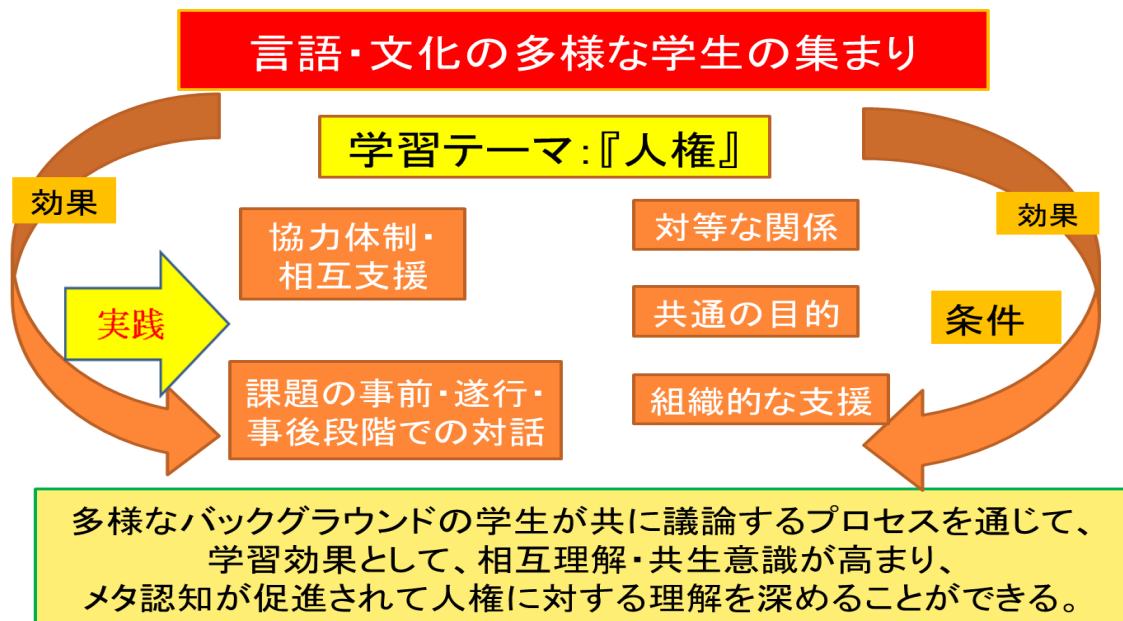 言語・文化の多様な学生の集まり
学習テーマ：『人権』
効果
協力体制・
相互支援
実践
課題の事前・遂行・
事後段階での対話
対等な関係
共通の目的
組織的な支援
効果
条件
多様なバックグラウンドの学生が共に議論するプロセスを通じて、
学習効果として、相互理解・共生意識が高まり、
メタ認知が促進されて人権に対する理解を深めることができる。